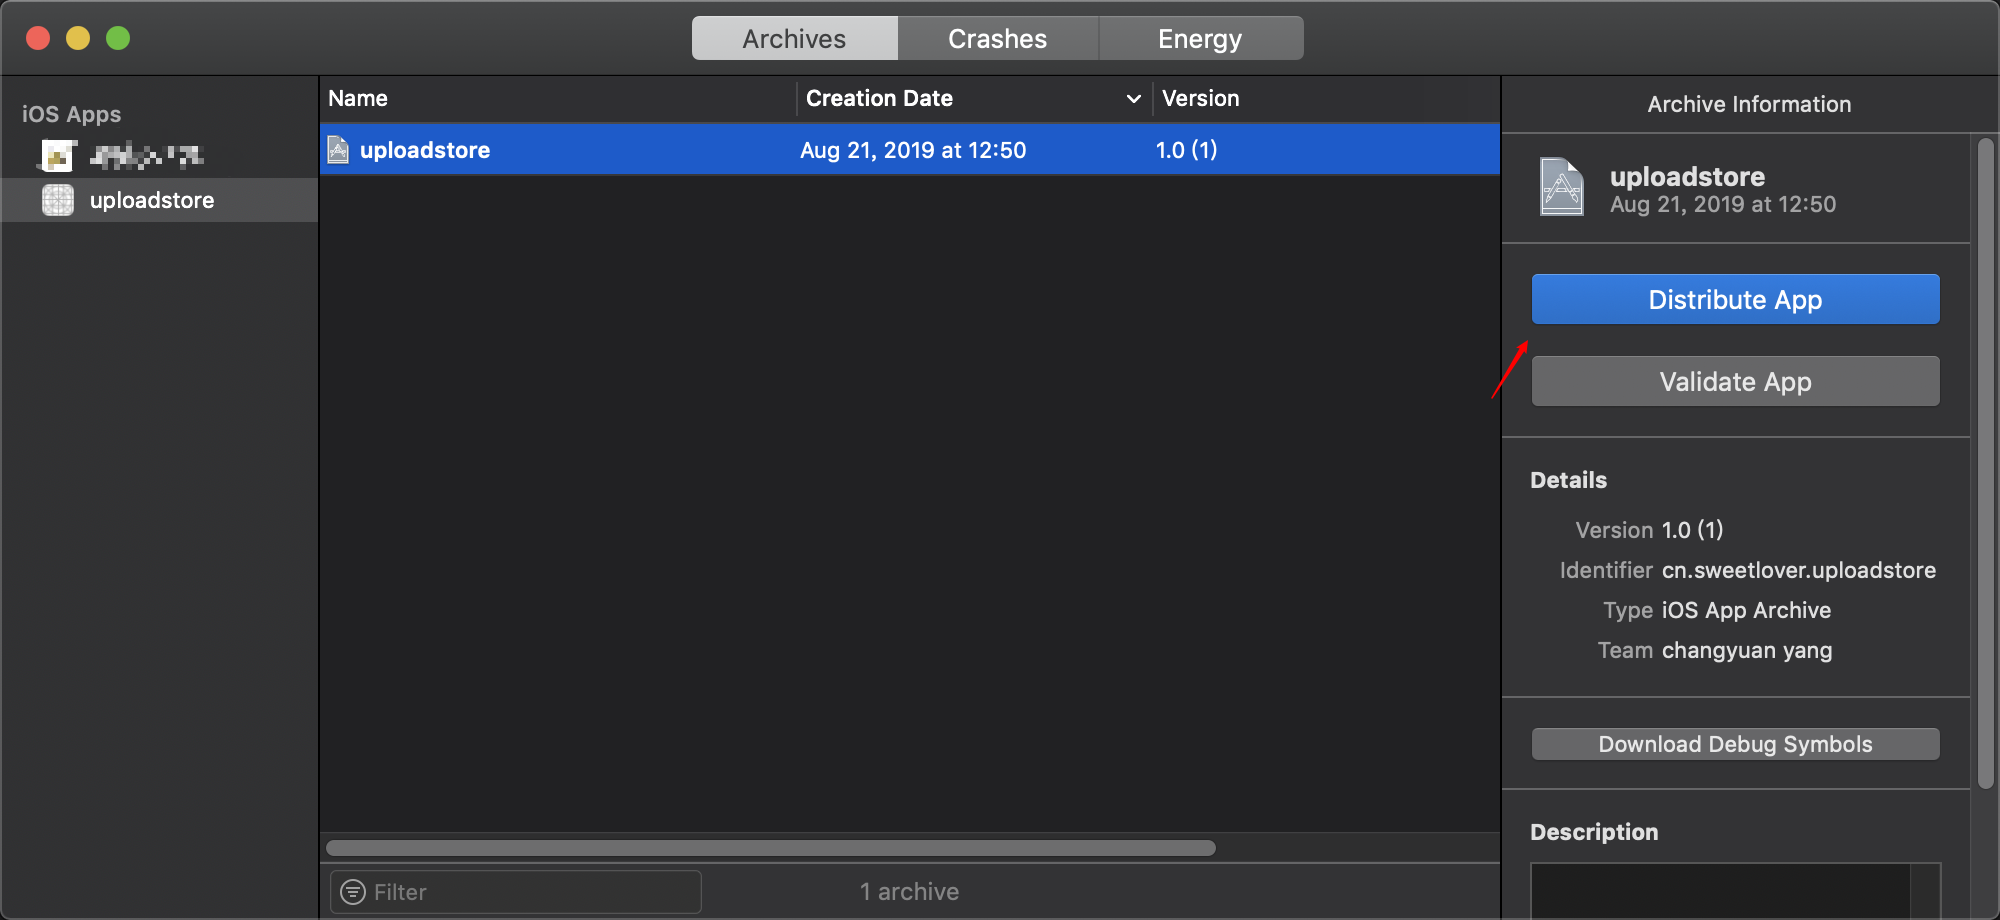 Archives Crashes Energy
iOS Apps
uploadstore
Name Creation Date Version
uploadstore Aug 21, 2019 at 12:50 1.0 (1)
Filter
1 archive
Archive Information
uploadstore
Aug 21, 2019 at 12:50
Distribute App
Validate App
Details
Version 1.0 (1)
Identifier cn.sweetlover.uploadstore
Type iOS App Archive
Team changyuan yang
Download Debug Symbols
Description